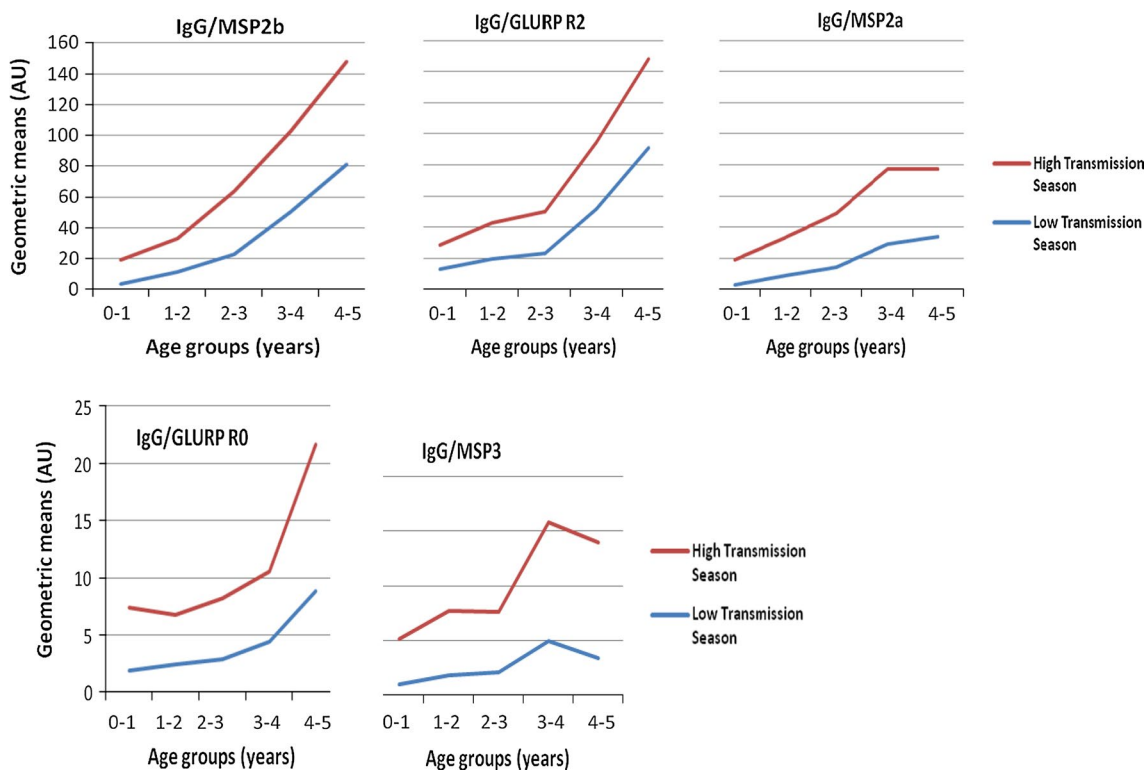 IgG/MSP2b
IgG/GLURP R2
IgG/MSP2a
Geometric means (AU)
160
140
120
100
80
60
40
20
0
0-1 1-2 2-3 3-4 4-5
Age groups (years)
0-1 1-2 2-3 3-4 4-5
Age groups (years)
0-1 1-2 2-3 3-4 4-5
Age groups (years)
High Transmission
Season
Low Transmission
Season
IgG/GLURP R0
IgG/MSP3
Geometric means (AU)
25
20
15
10
5
0
0-1 1-2 2-3 3-4 4-5
Age groups (years)
0-1 1-2 2-3 3-4 4-5
Age groups (years)
High Transmission
Season
Low Transmission
Season